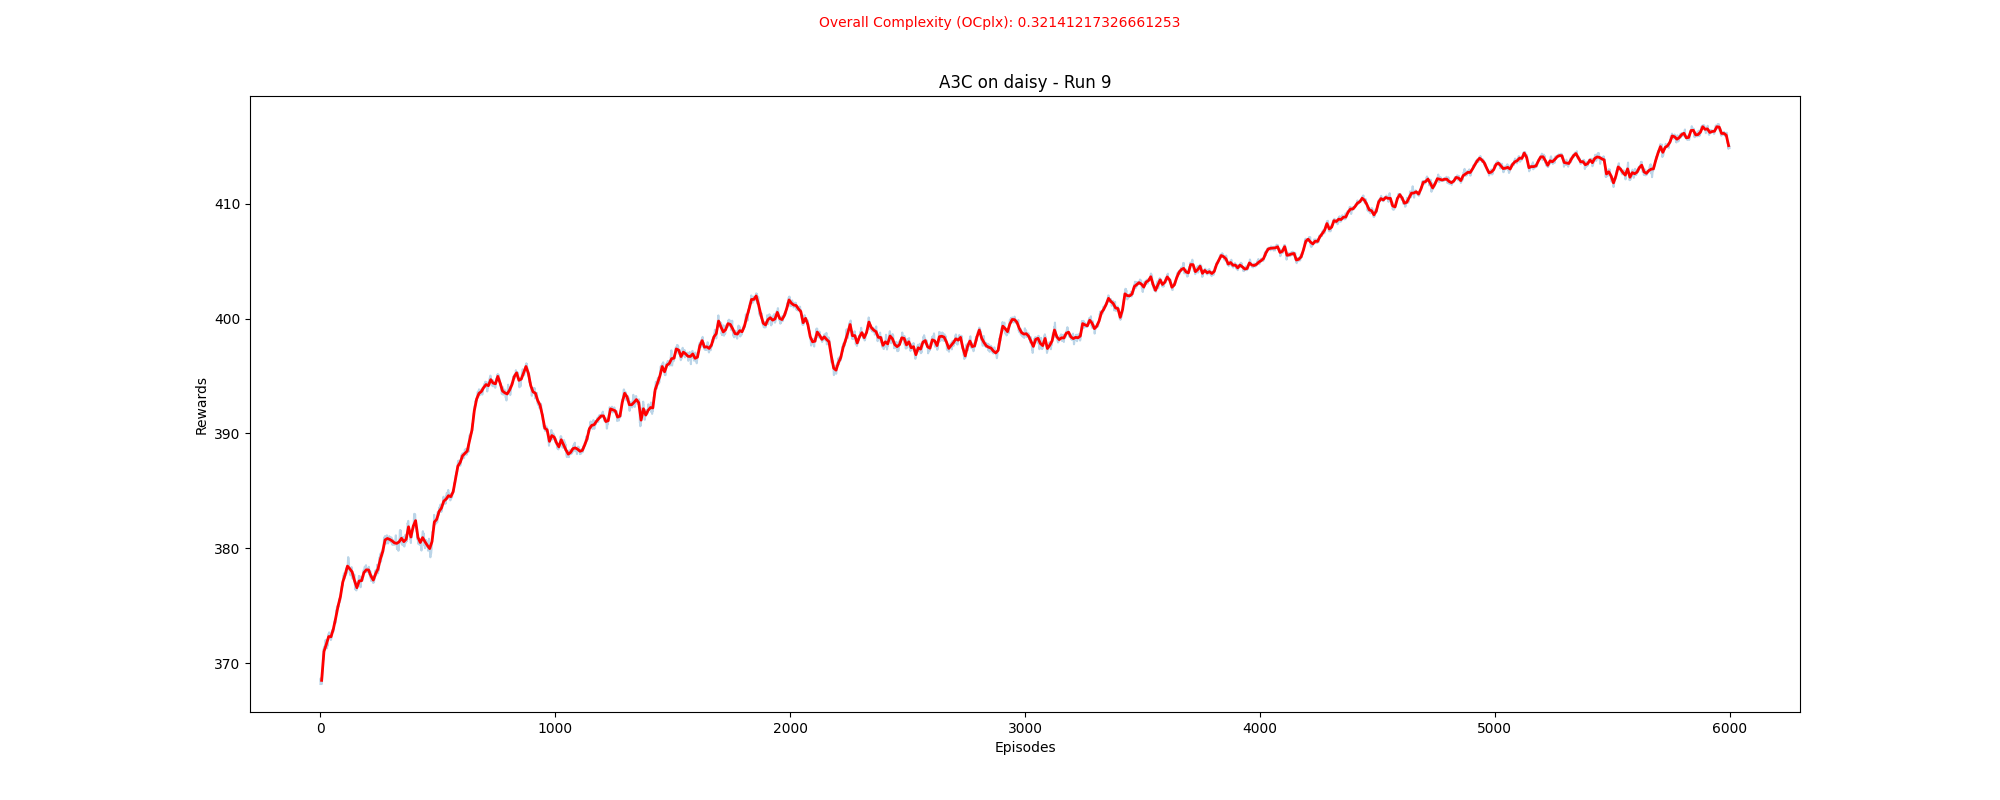 Overall Complexity (OCplx): 0.32141217326661253
A3C on daisy - Run 9
Rewards
410
400
390
380
370
0 1000 2000 3000 4000 5000 6000
Episodes